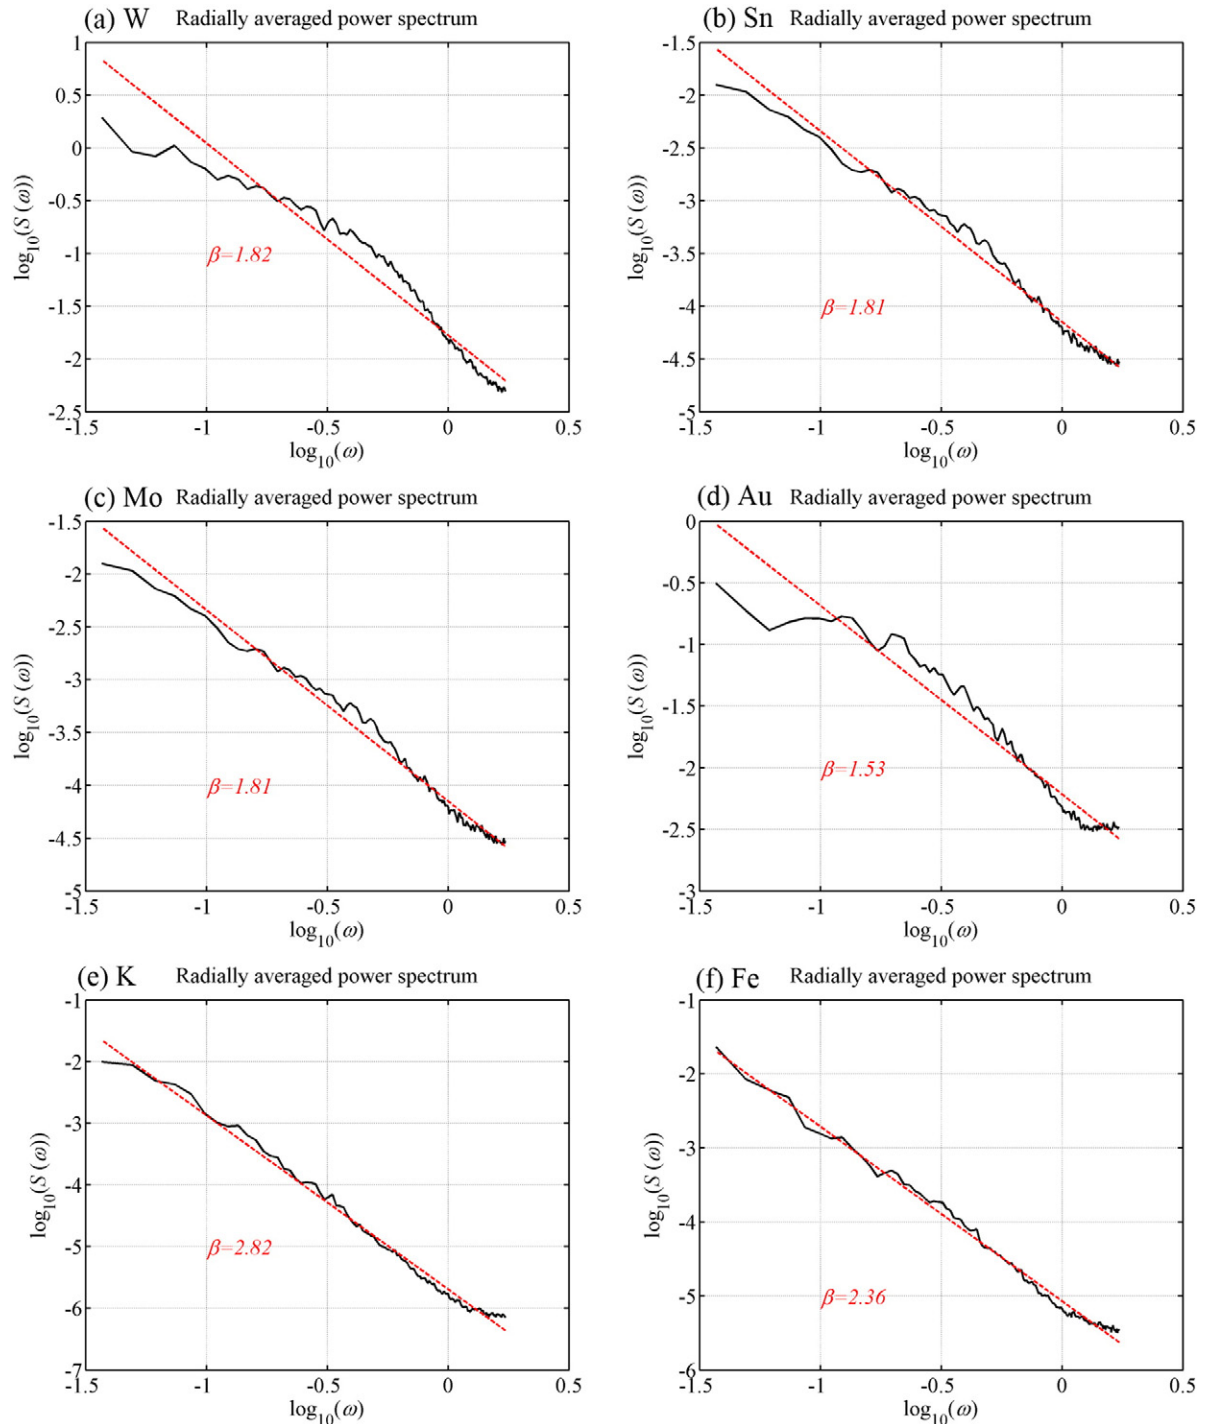 (a) W Radially averaged power spectrum
1
0.5
0
-0.5
-1
-1.5
-2
-2.5
log10(S(ω))
β=1.82
-1.5 -1 -0.5 0 0.5
log10(ω)
(b) Sn Radially averaged power spectrum
-1.5
-2
-2.5
-3
-3.5
-4
-4.5
-5
log10(S(ω))
β=1.81
-1.5 -1 -0.5 0 0.5
log10(ω)
(c) Mo Radially averaged power spectrum
-1.5
-2
-2.5
-3
-3.5
-4
-4.5
-5
log10(S(ω))
β=1.81
-1.5 -1 -0.5 0 0.5
log10(ω)
(d) Au Radially averaged power spectrum
0
-0.5
-1
-1.5
-2
-2.5
-3
log10(S(ω))
β=1.53
-1.5 -1 -0.5 0 0.5
log10(ω)
(e) K Radially averaged power spectrum
-1
-2
-3
-4
-5
-6
-7
log10(S(ω))
β=2.82
-1.5 -1 -0.5 0 0.5
log10(ω)
(f) Fe Radially averaged power spectrum
-1
-2
-3
-4
-5
-6
log10(S(ω))
β=2.36
-1.5 -1 -0.5 0 0.5
log10(ω)